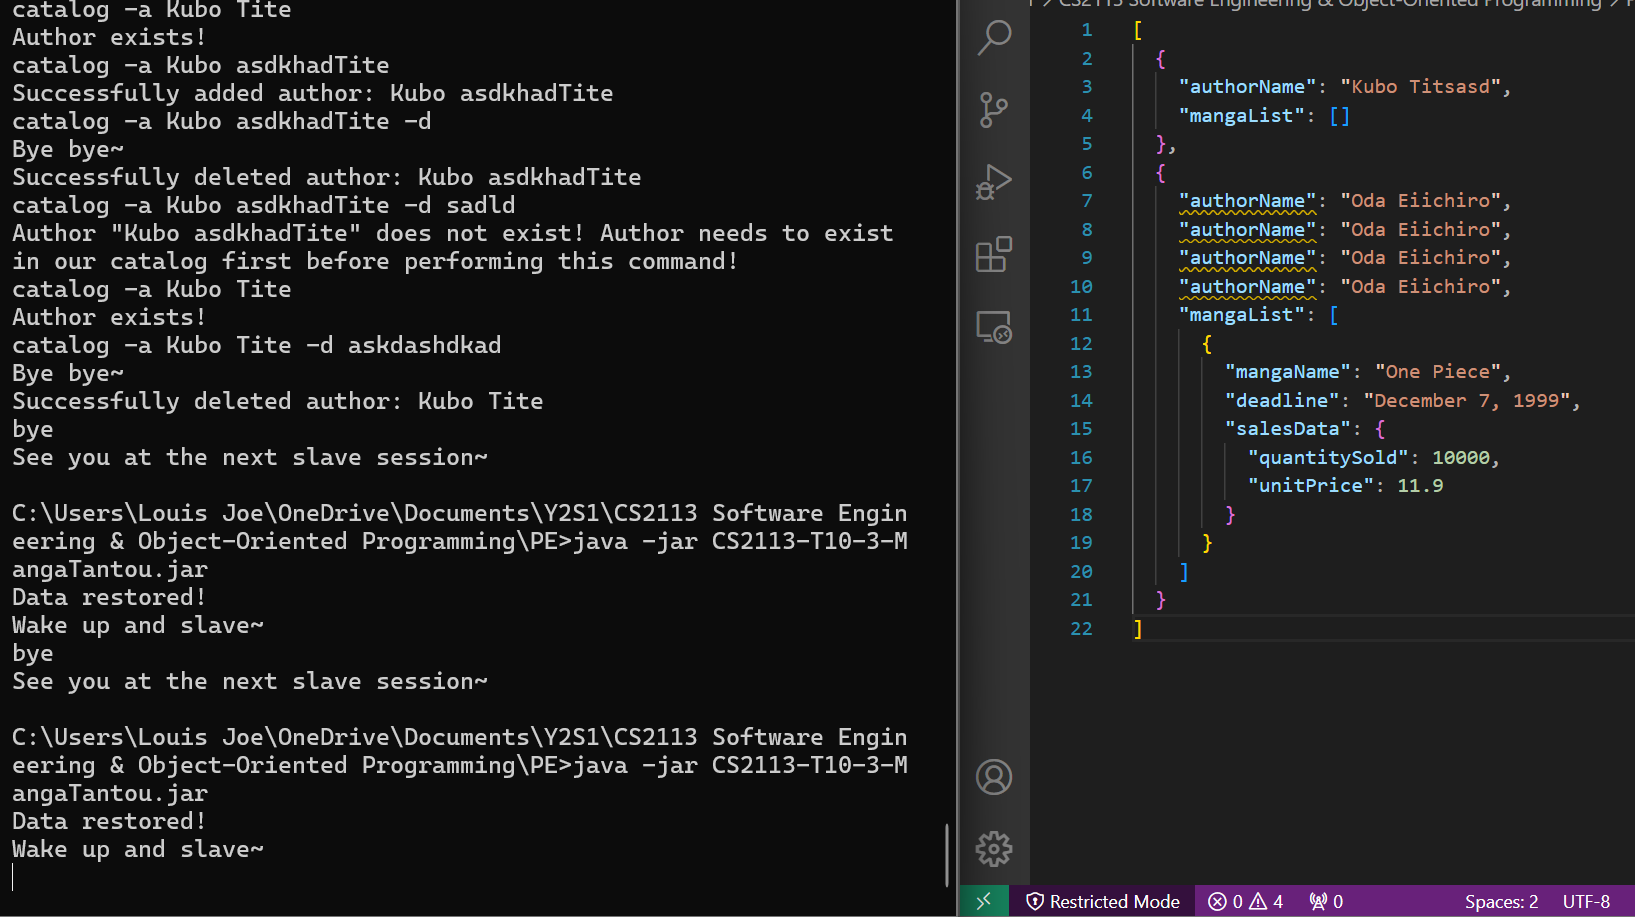 catalog -a Kubo Tite
Author exists!
catalog -a Kubo asdkhadTite
Successfully added author: Kubo asdkhadTite
catalog -a Kubo asdkhadTite -d
Bye bye~
Successfully deleted author: Kubo asdkhadTite
catalog -a Kubo asdkhadTite -d sadld
Author "Kubo asdkhadTite" does not exist! Author needs to exist
in our catalog first before performing this command!
catalog -a Kubo Tite
Author exists!
catalog -a Kubo Tite -d askdashdkad
Bye bye~
Successfully deleted author: Kubo Tite
bye
See you at the next slave session~
C:\Users\Louis Joe\OneDrive\Documents\Y2S1\CS2113 Software Engin
eering & Object-Oriented Programming\PE>java -jar CS2113-T10-3-M
angaTantou.jar
Data restored!
Wake up and slave~
bye
See you at the next slave session~
C:\Users\Louis Joe\OneDrive\Documents\Y2S1\CS2113 Software Engin
eering & Object-Oriented Programming\PE>java -jar CS2113-T10-3-M
angaTantou.jar
Data restored!
Wake up and slave~
CS2113 Software Engineering & Object-Oriented Programming >
1 [
2 {
3 "authorName": "Kubo Titsasd",
4 "mangaList": []
5 },
6 {
7 "authorName": "Oda Eiichiro",
8 "authorName": "Oda Eiichiro",
9 "authorName": "Oda Eiichiro",
10 "authorName": "Oda Eiichiro",
11 "mangaList": [
12 {
13 "mangaName": "One Piece",
14 "deadline": "December 7, 1999",
15 "salesData": {
16 "quantitySold": 10000,
17 "unitPrice": 11.9
18 }
19 }
20 ]
21 }
22 ]
Restricted Mode 0 4 0 Spaces: 2 UTF-8